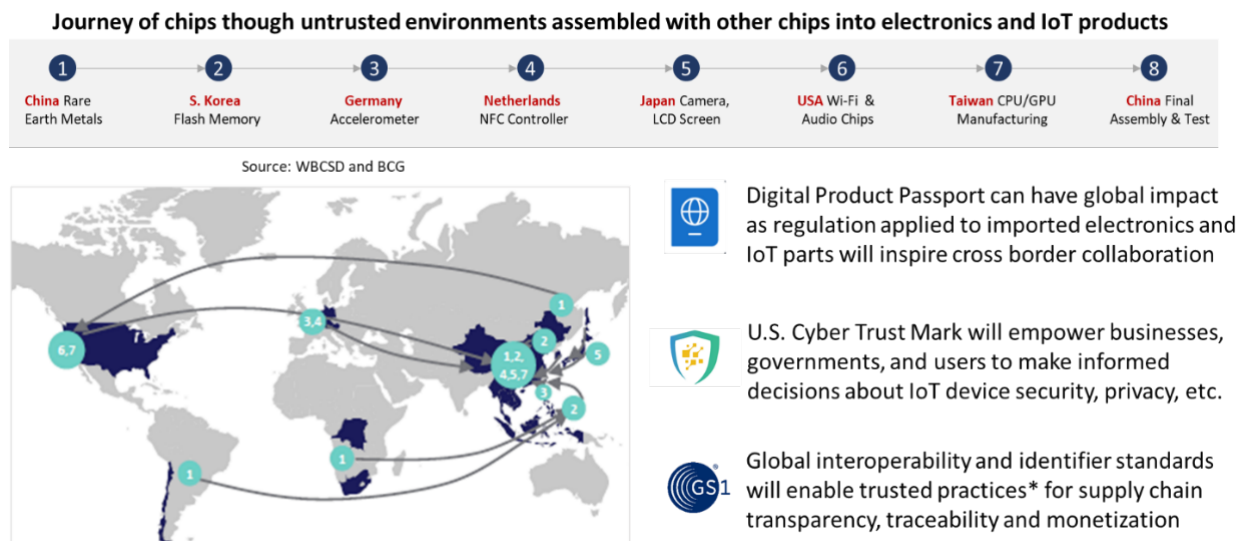 Journey of chips though untrusted environments assembled with other chips into electronics and IoT products
1
2
3
4
5
6
7
8
China Rare
Earth Metals
S. Korea
Flash Memory
Germany
Accelerometer
Netherlands
NFC Controller
Japan Camera,
LCD Screen
USA Wi-Fi &
Audio Chips
Taiwan CPU/GPU
Manufacturing
China Final
Assembly & Test
Source: WBCSD and BCG
1
3,4
6,7
2
1,2,
4,5,7
5
3
2
1
1
Digital Product Passport can have global impact
as regulation applied to imported electronics and
IoT parts will inspire cross border collaboration
U.S. Cyber Trust Mark will empower businesses,
governments, and users to make informed
decisions about IoT device security, privacy, etc.
GS1
®
Global interoperability and identifier standards
will enable trusted practices* for supply chain
transparency, traceability and monetization